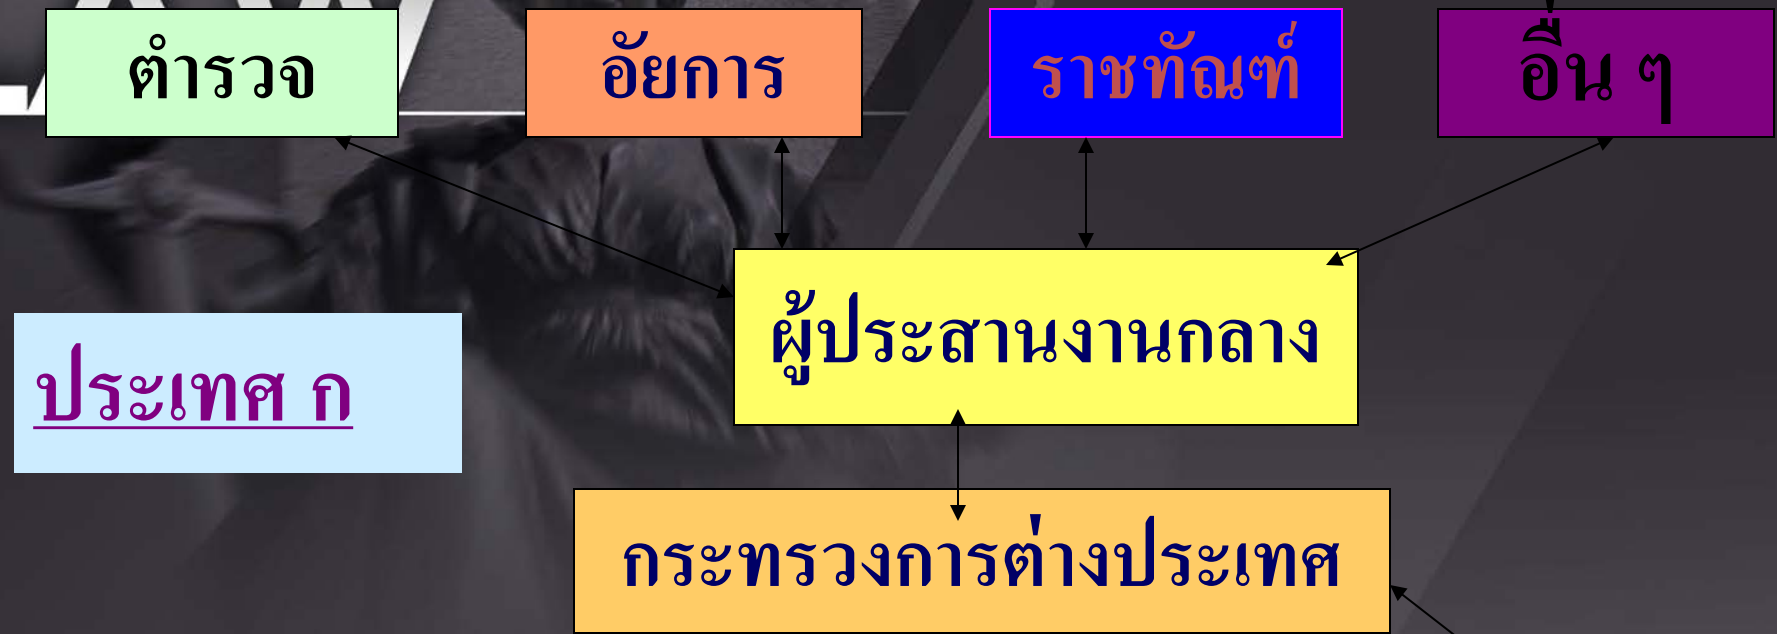 ตำรวจ
อัยการ
ราชทัณฑ์
อื่น ๆ
ผู้ประสานงานกลาง
ประเทศ ก
กระทรวงการต่างประเทศ